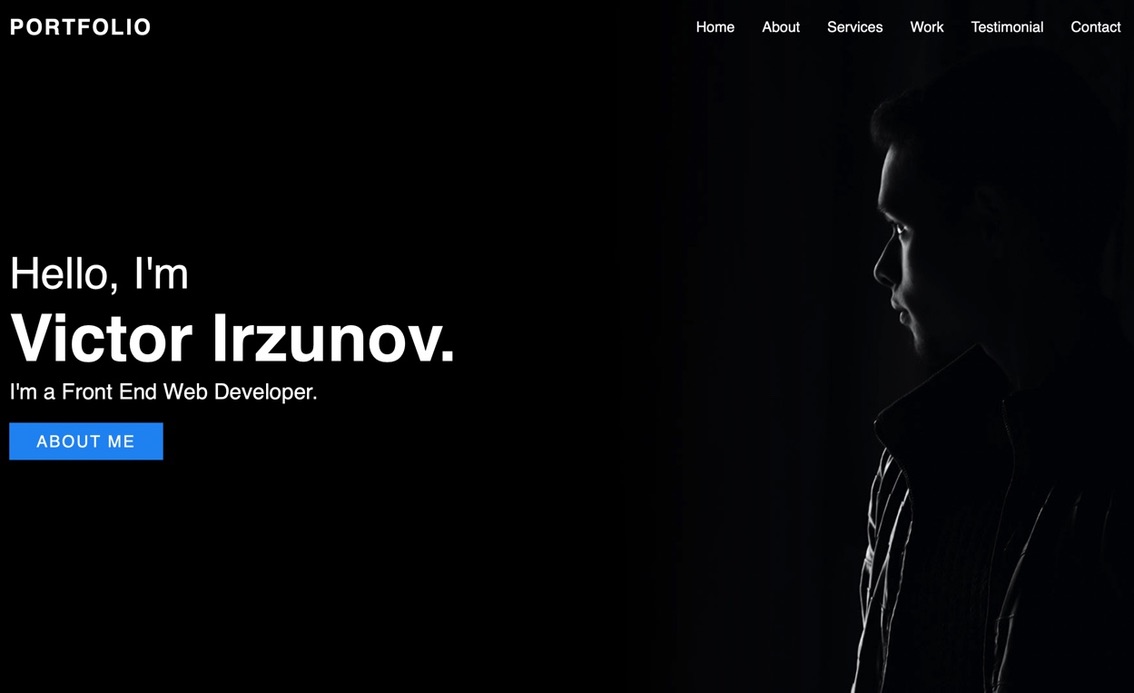 PORTFOLIO
Home About Services Work Testimonial Contact
Hello, I'm
Victor Irzunov.
I'm a Front End Web Developer.
ABOUT ME